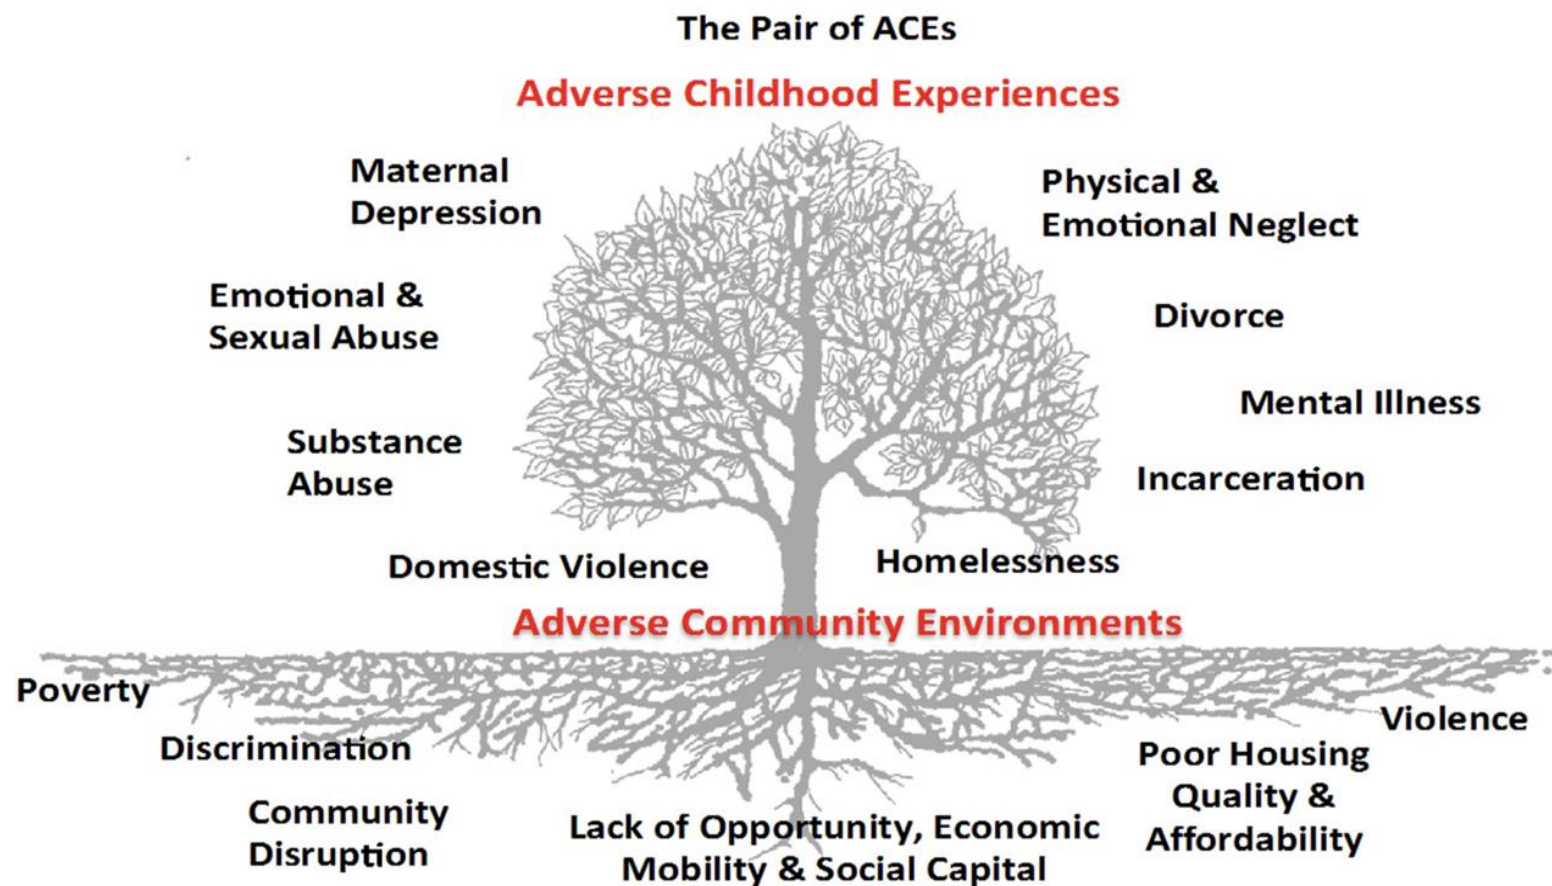 The Pair of ACEs
Adverse Childhood Experiences
Maternal
Depression
Physical &
Emotional Neglect
Emotional &
Sexual Abuse
Divorce
Mental Illness
Substance
Abuse
Incarceration
Domestic Violence
Homelessness
Adverse Community Environments
Poverty
Violence
Discrimination
Poor Housing
Quality &
Affordability
Community
Disruption
Lack of Opportunity, Economic
Mobility & Social Capital